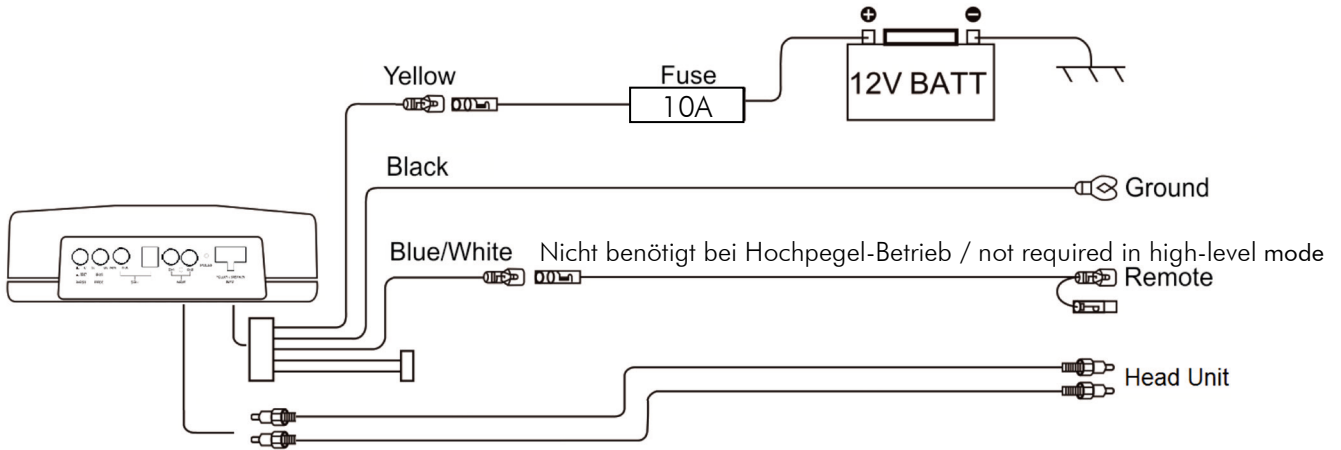 12V BATT
Yellow
Fuse
10A
Black
Ground
Blue/White
Nicht benötigt bei Hochpegel-Betrieb / not required in high-level mode
Remote
Head Unit